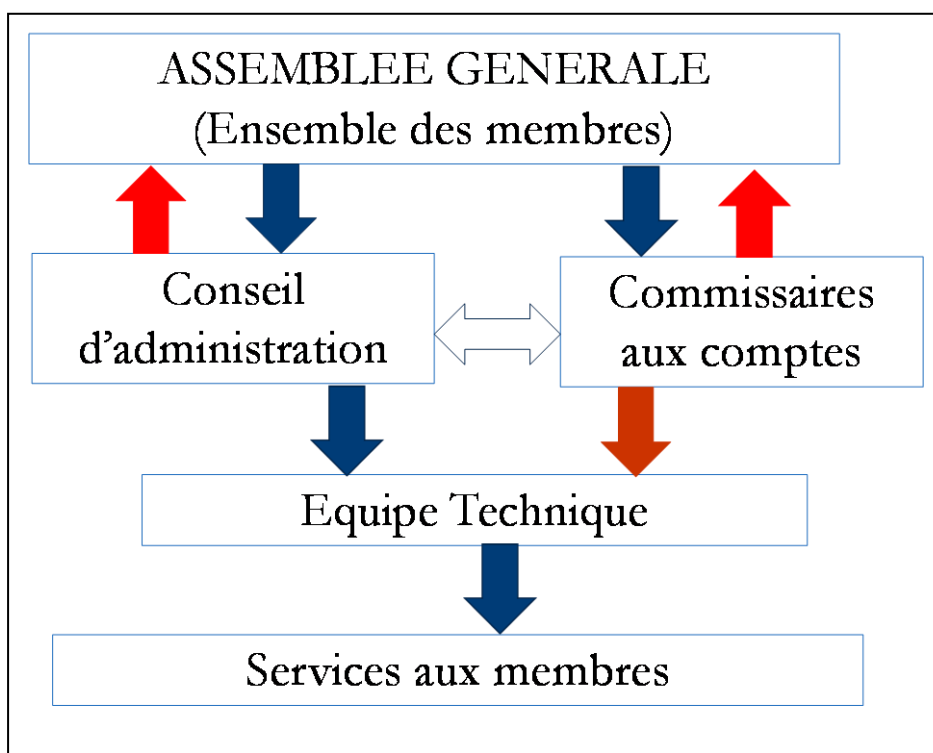 ASSEMBLEE GENERALE
(Ensemble des membres)
Conseil
d’administration
Commissaires
aux comptes
Equipe Technique
Services aux membres